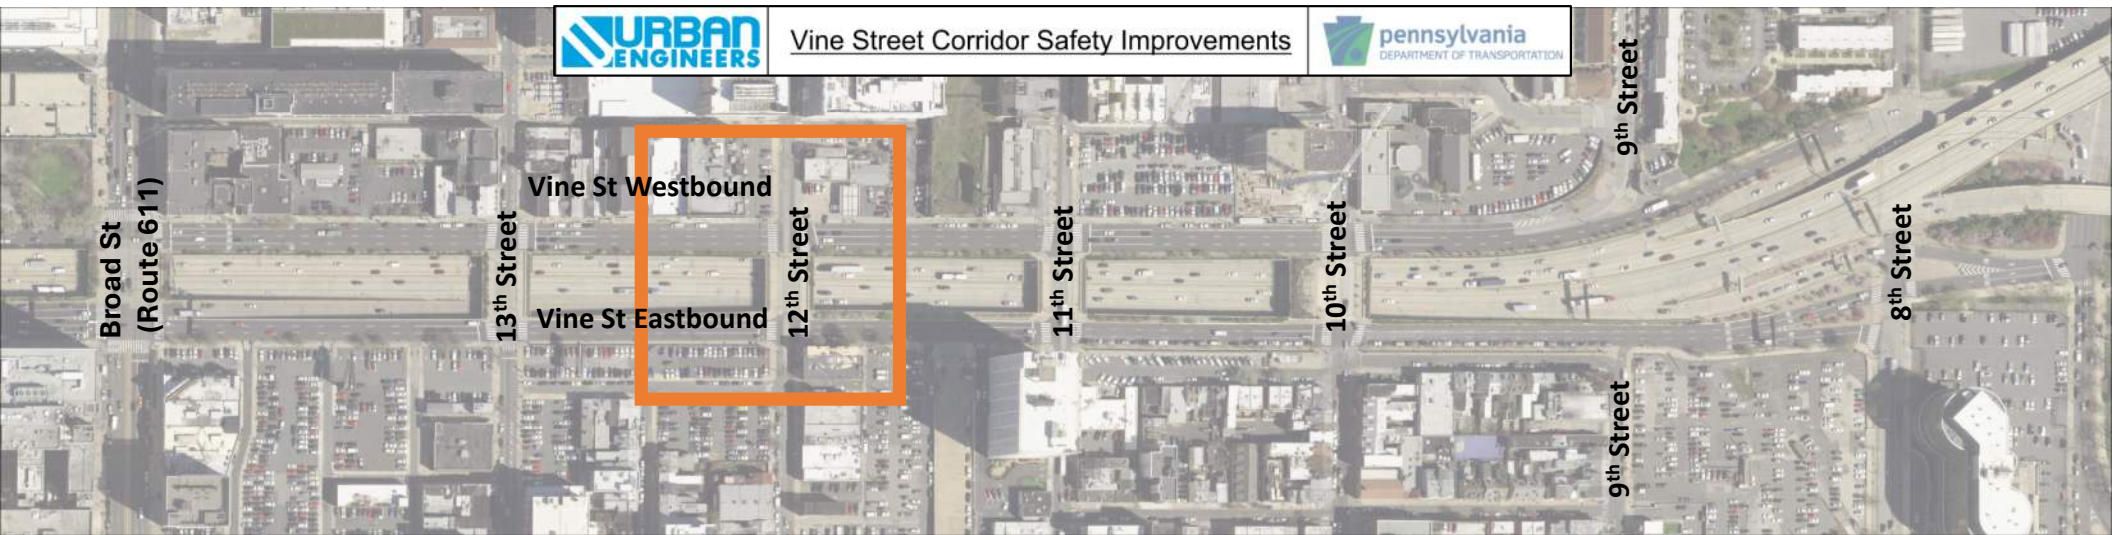 URBAN
ENGINEERS
Vine Street Corridor Safety Improvements
pennsylvania
DEPARTMENT OF TRANSPORTATION
9th Street
Vine St Westbound
Broad St
(Route 611)
13th Street
12th Street
11th Street
10th Street
8th Street
Vine St Eastbound
9th Street